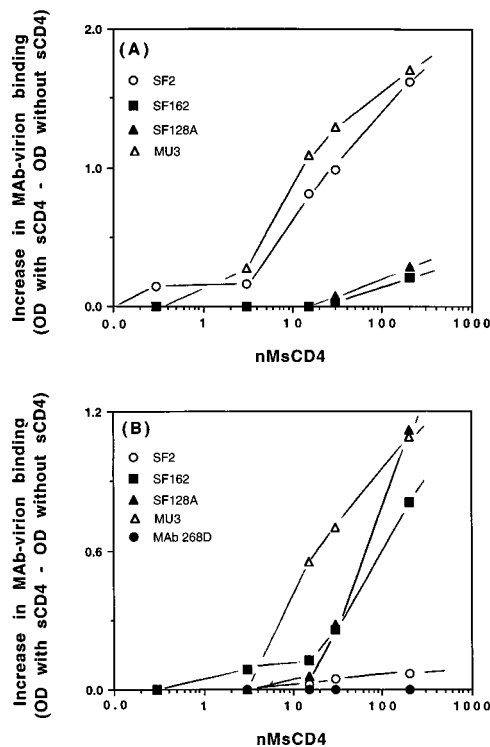 Increase in MAb-virion binding
(OD with sCD4 - OD without sCD4)
2.0
1.0
0.0
(A)
SF2
SF162
SF128A
MU3
0.0
1
10
100
1000
nMsCD4
Increase in MAb-virion binding
(OD with sCD4 - OD without sCD4)
1.2
0.6
0.0
(B)
SF2
SF162
SF128A
MU3
MAb 268D
0.0
1
10
100
1000
nMsCD4